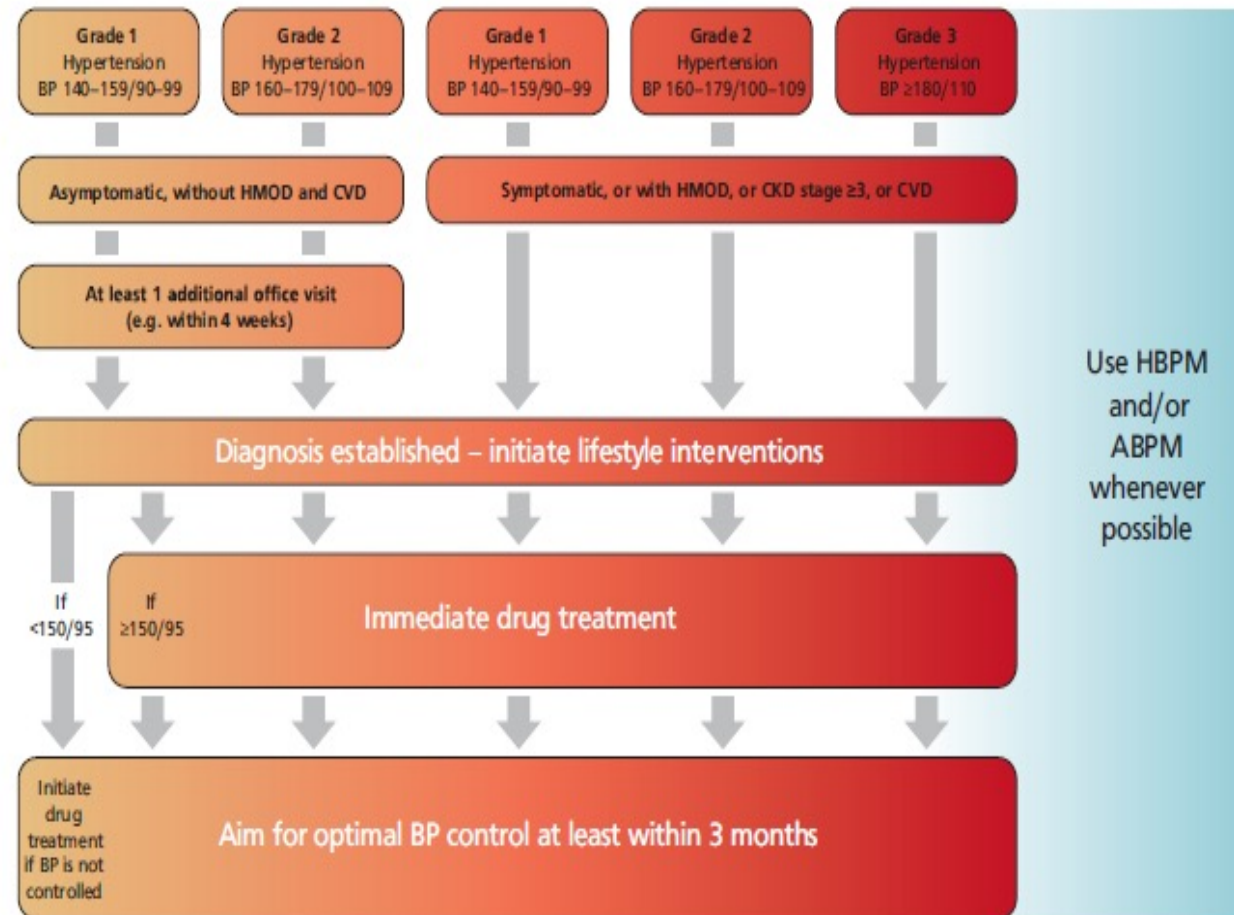 Grade 1
Hypertension
BP 140–159/90–99
Grade 2
Hypertension
BP 160–179/100–109
Grade 1
Hypertension
BP 140–159/90–99
Grade 2
Hypertension
BP 160–179/100–109
Grade 3
Hypertension
BP ≥180/110
Asymptomatic, without HMOD and CVD
Symptomatic, or with HMOD, or CKD stage ≥3, or CVD
At least 1 additional office visit
(e.g. within 4 weeks)
Diagnosis established – initiate lifestyle interventions
If
<150/95
If
≥150/95
Immediate drug treatment
Initiate
drug
treatment
if BP is not
controlled
Aim for optimal BP control at least within 3 months
Use HBPM
and/or
ABPM
whenever
possible